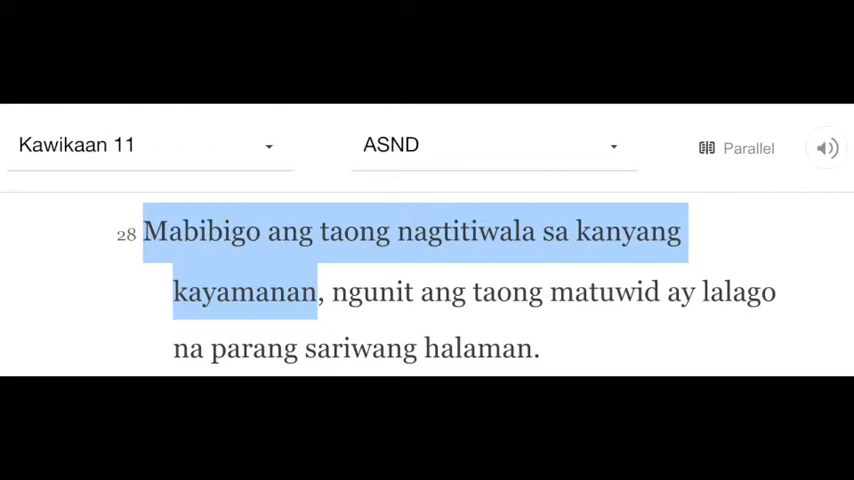 Kawikaan 11 ASND Parallel
28 Mabibigo ang taong nagtitiwala sa kanyang
kayamanan, ngunit ang taong matuwid ay lalago
na parang sariwang halaman.